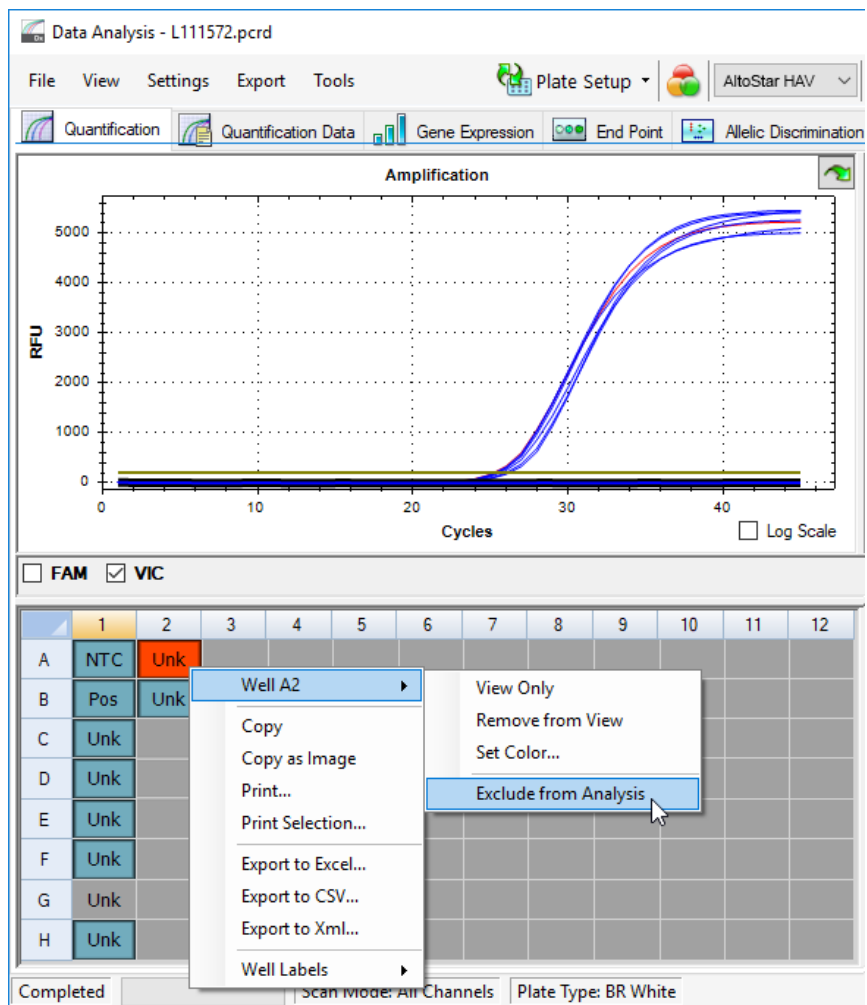 Data Analysis - L111572.pcrd
File View Settings Export Tools Plate Setup AltoStar HAV
Quantification Quantification Data Gene Expression End Point Allelic Discrimination
Amplification
RFU
5000
4000
3000
2000
1000
0
0 10 20 30 40
Cycles
Log Scale
FAM VIC
1 2 3 4 5 6 7 8 9 10 11 12
A NTC Unk
B Pos Unk
C Unk
D Unk
E Unk
F Unk
G Unk
H Unk
Well A2
Copy
Copy as Image
Print...
Print Selection...
Export to Excel...
Export to CSV...
Export to Xml...
Well Labels
View Only
Remove from View
Set Color...
Exclude from Analysis
Completed Scan Mode: All Channels Plate Type: BR White